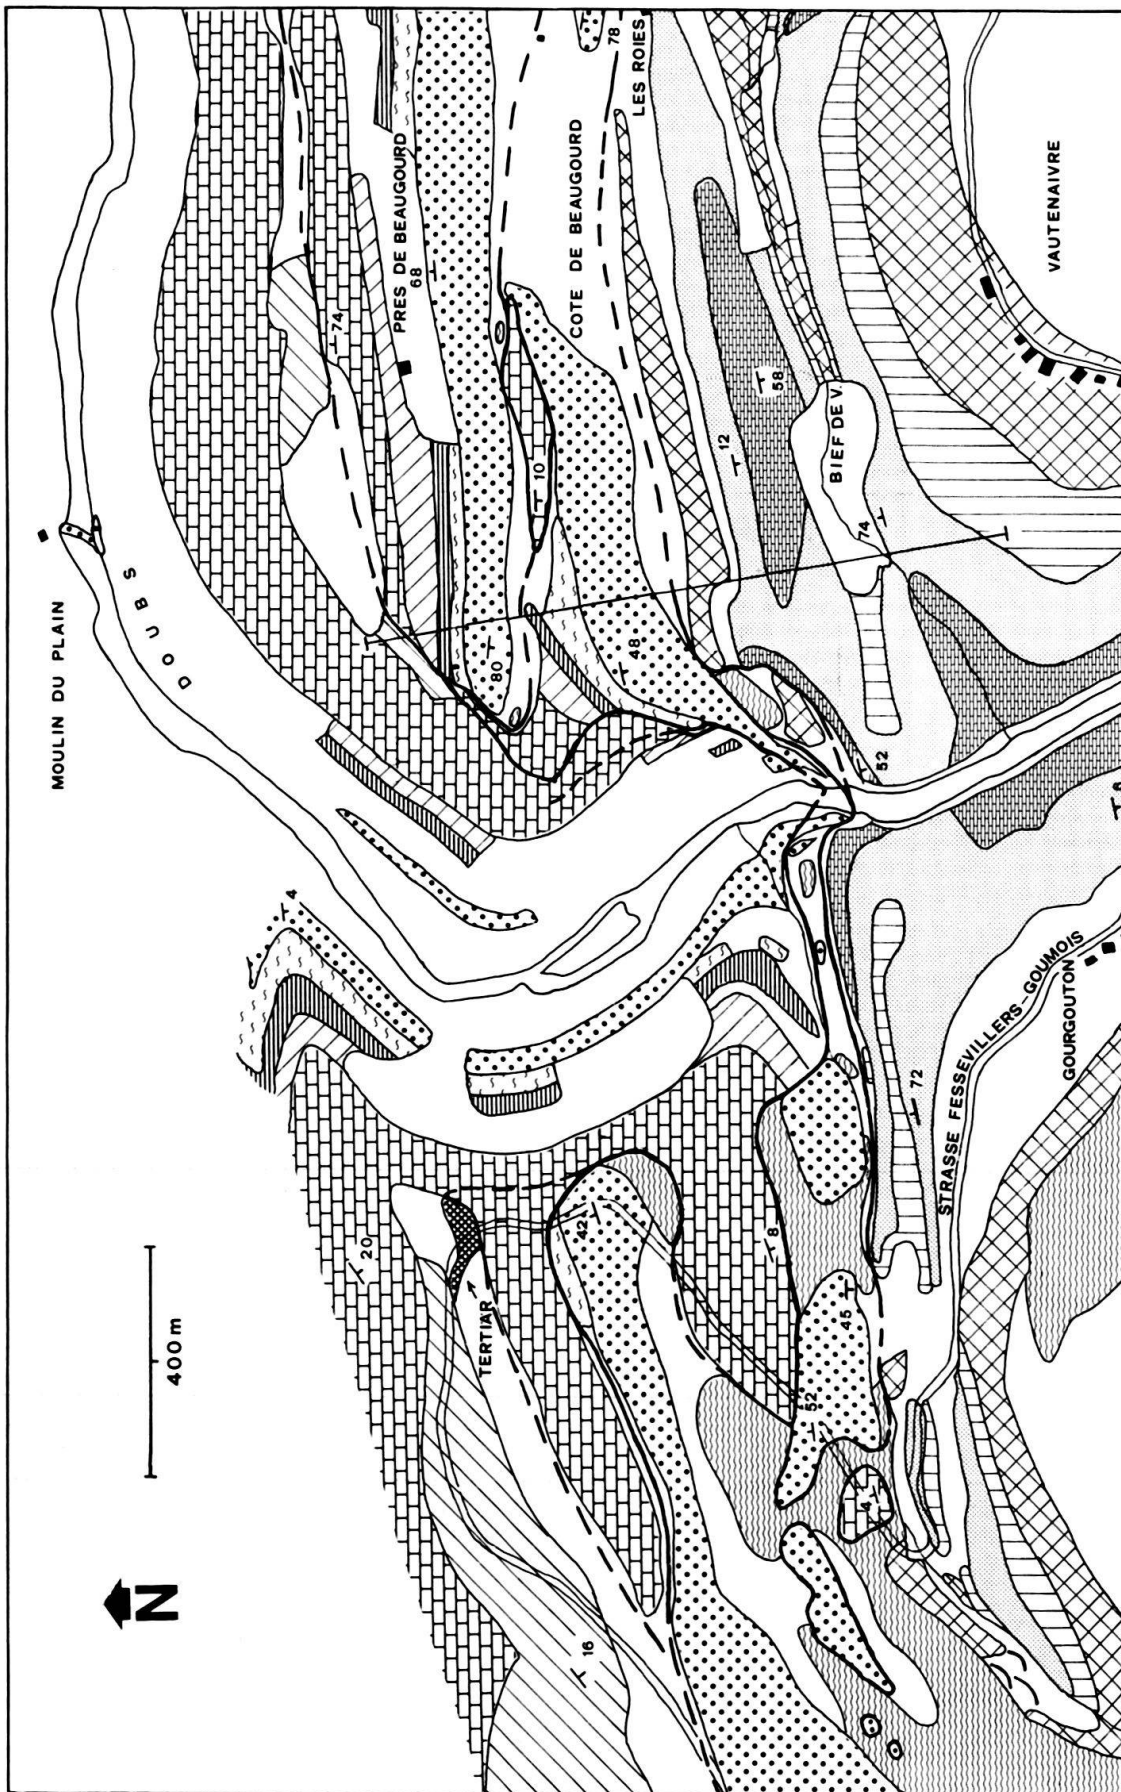 MOULIN DU PLAIN
N
400 m
DOUBS
4
74
20
PRES DE BEAUGOURD
68
TERTIAR
80
10
16
42
COTE DE BEAUGOURD
78
48
LES ROIES
12
8
58
52
45
BIEF DE V.
4
74
52
72
STRASSE FESSEVILLERS-GOUMOIS
GOURGOUTON
VAUTENAIVRE